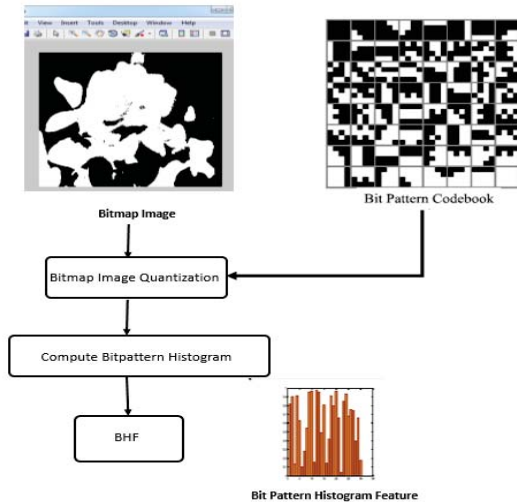 View Insert Tools Desktop Window Help
Bitmap Image
Bit Pattern Codebook
Bitmap Image Quantization
Compute Bitpattern Histogram
BHF
Bit Pattern Histogram Feature